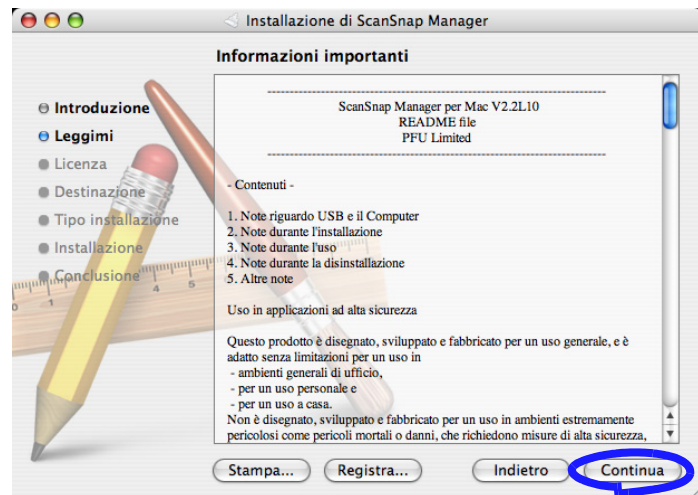 Installazione di ScanSnap Manager
Informazioni importanti
Introduzione
Leggimi
Licenza
Destinazione
Tipo installazione
Installazione
Conclusione
ScanSnap Manager per Mac V2.2L10
README file
PFU Limited
- Contenuti -
1. Note riguardo USB e il Computer
2. Note durante l'installazione
3. Note durante l'uso
4. Note durante la disinstallazione
5. Altre note
Uso in applicazioni ad alta sicurezza
Questo prodotto è disegnato, sviluppato e fabbricato per un uso generale, e è
adatto senza limitazioni per un uso in
- ambienti generali di ufficio,
- per un uso personale e
- per un uso a casa.
Non è disegnato, sviluppato e fabbricato per un uso in ambienti estremamente
pericolosi come pericoli mortali o danni, che richiedono misure di alta sicurezza,
Stampa... Registra... Indietro Continua